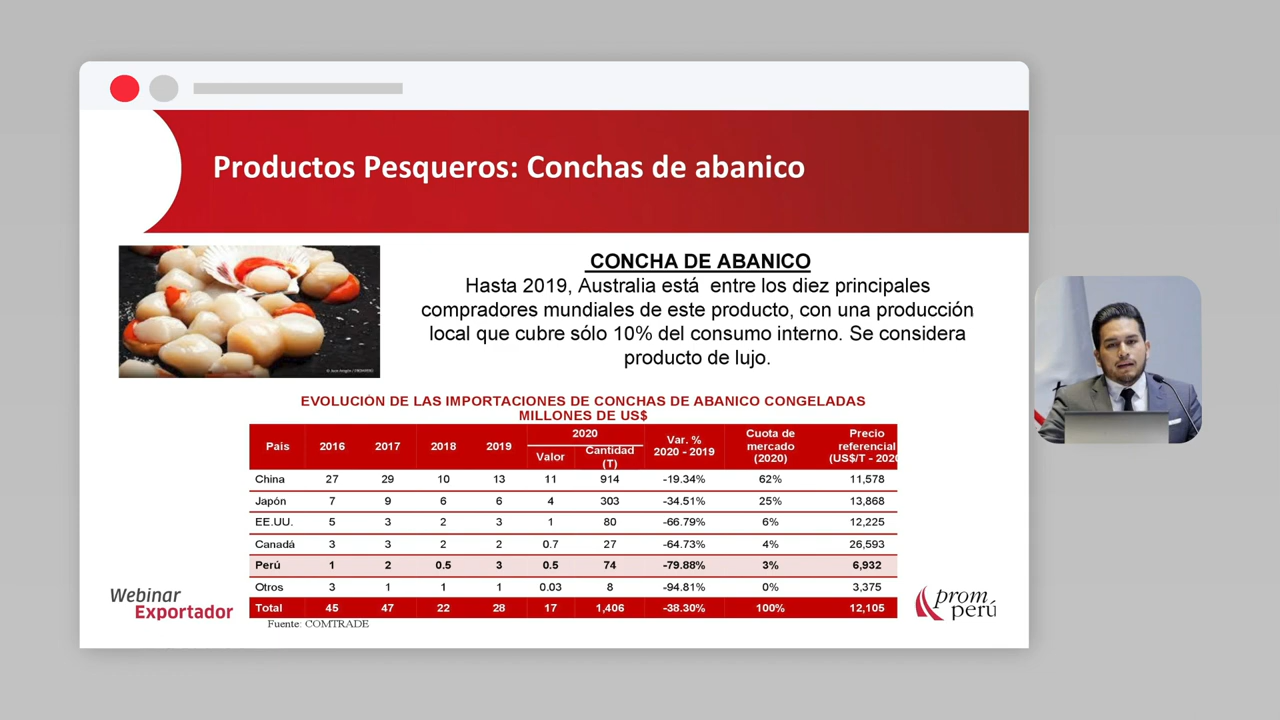 Productos Pesqueros: Conchas de abanico
CONCHA DE ABANICO
Hasta 2019, Australia está entre los diez principales
compradores mundiales de este producto, con una producción
local que cubre sólo 10% del consumo interno. Se considera
producto de lujo.
EVOLUCIÓN DE LAS IMPORTACIONES DE CONCHAS DE ABANICO CONGELADAS
MILLONES DE US$
País 2016 2017 2018 2019 2020 Valor Cantidad (T) Var. % 2020 - 2019 Cuota de mercado (2020) Precio referencial (US$/T - 2020
China 27 29 10 13 11 914 -19.34% 62% 11,578
Japón 7 9 6 6 4 303 -34.51% 25% 13,868
EE.UU. 5 3 2 3 1 80 -66.79% 6% 12,225
Canadá 3 3 2 2 0.7 27 -64.73% 4% 26,593
Perú 1 2 0.5 3 0.5 74 -79.88% 3% 6,932
Otros 3 1 1 1 0.03 8 -94.81% 0% 3,375
Total 45 47 22 28 17 1,406 -38.30% 100% 12,105
Fuente: COMTRADE
Webinar
Exportador
prom
perú